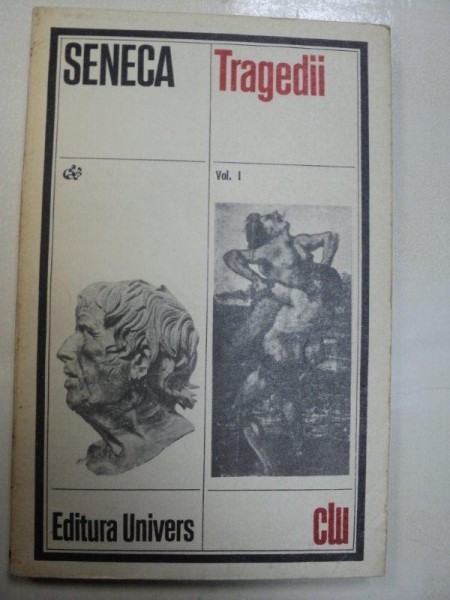 SENECA
Tragedii
Vol. I
Editura Univers
clu